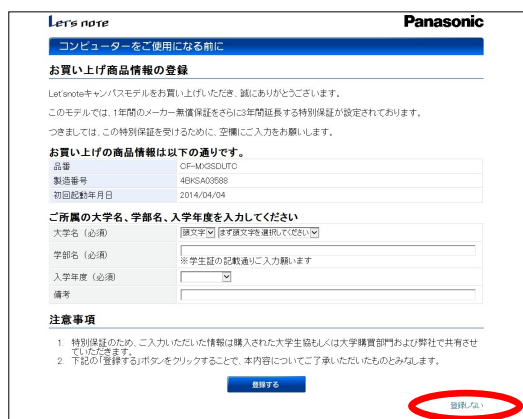 Let's note
Panasonic
コンピューターをご使用になる前に
お買い上げ商品情報の登録
Let'snoteキャンパスモデルをお買い上げいただき、誠にありがとうございます。
このモデルでは、1年間のメーカー無償保証をさらに3年間延長する特別保証が設定されております。
つきましては、この特別保証を受けるために、空欄にご入力をお願いします。
お買い上げの商品情報は以下の通りです。
品番 CF-MX3SDUTC
製造番号 4BKSA03588
初回起動年月日 2014/04/04
ご所属の大学名、学部名、入学年度を入力してください
大学名（必須） 頭文字 まず頭文字を選択してください
学部名（必須）
※学生証の記載通りご入力願います
入学年度（必須）
備考
注意事項
1. 特別保証のため、ご入力いただいた情報は購入された大学生協もしくは大学購買部門および弊社で共有させ
ていただきます。
2. 下記の「登録する」ボタンをクリックすることで、本内容についてご了承いただいたものとみなします。
登録する
登録しない